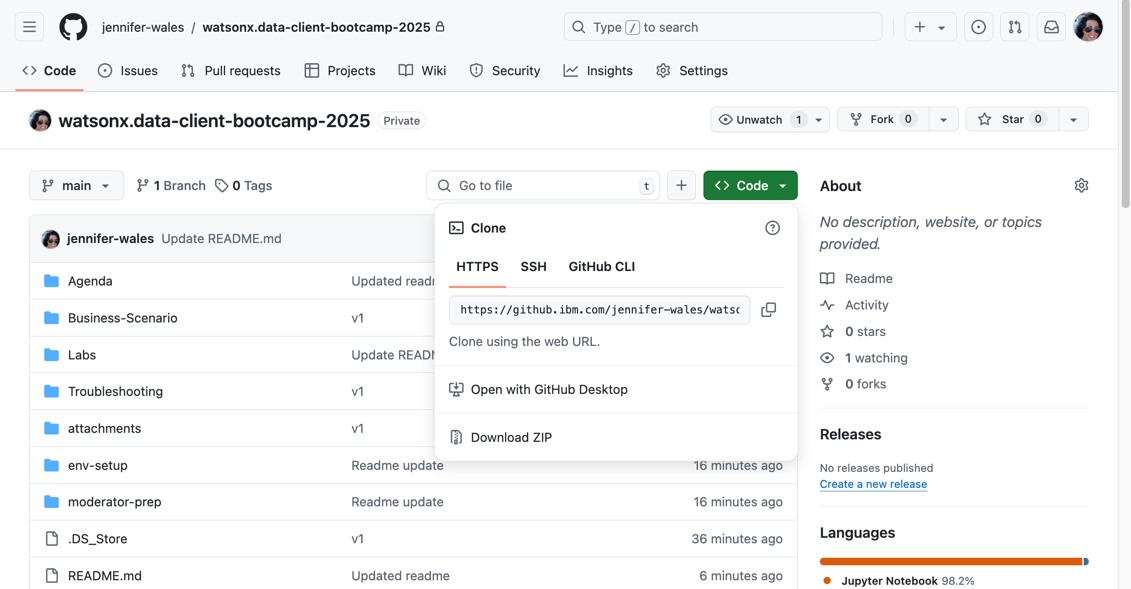 jennifer-wales / watsonx.data-client-bootcamp-2025
Type / to search
Code Issues Pull requests Projects Wiki Security Insights Settings
watsonx.data-client-bootcamp-2025 Private
Unwatch 1 Fork 0 Star 0
main 1 Branch 0 Tags
Go to file t
Code
jennifer-wales Update README.md
Clone
HTTPS SSH GitHub CLI
https://github.ibm.com/jennifer-wales/wats
Clone using the web URL.
Open with GitHub Desktop
Download ZIP
Agenda Updated
Business-Scenario v1
Labs Update
Troubleshooting v1
attachments v1
env-setup Readme update 16 minutes ago
moderator-prep Readme update 16 minutes ago
.DS_Store v1 36 minutes ago
README.md Updated readme 6 minutes ago
About
No description, website, or topics
provided.
Readme
Activity
0 stars
1 watching
0 forks
Releases
No releases published
Create a new release
Languages
Jupyter Notebook 98.2%